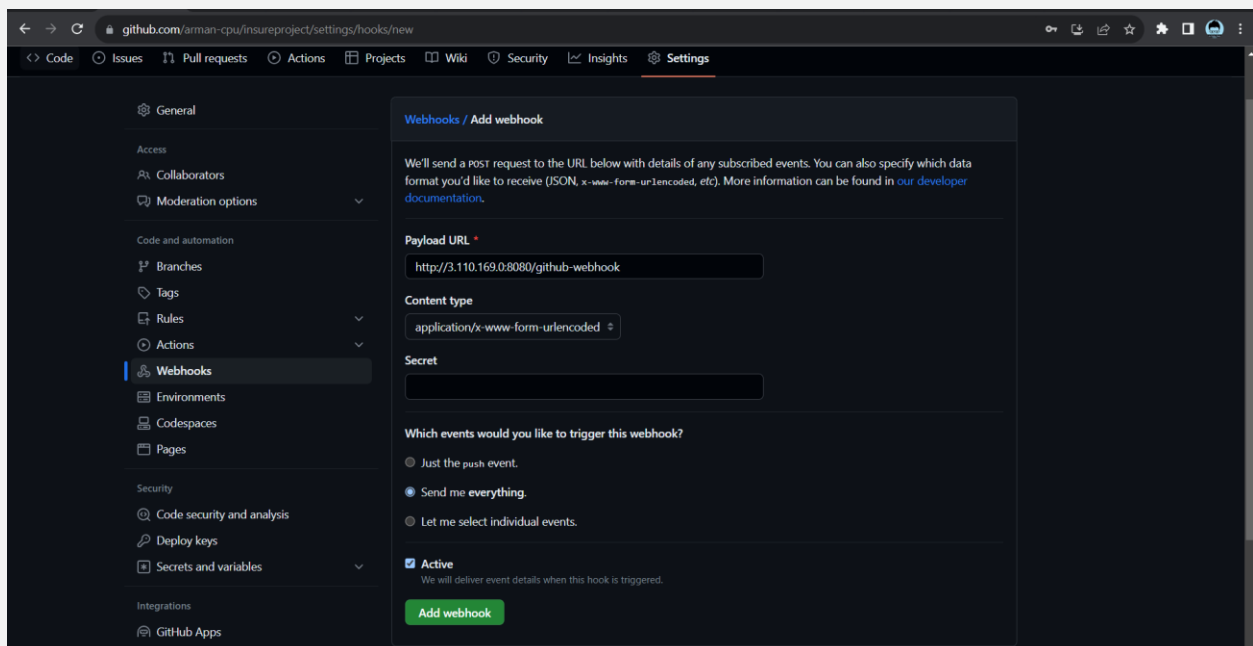 github.com/arman-cpu/insureproject/settings/hooks/new
<> Code Issues Pull requests Actions Projects Wiki Security Insights Settings
General
Access
Collaborators
Moderation options
Code and automation
Branches
Tags
Rules
Actions
Webhooks
Environments
Codespaces
Pages
Security
Code security and analysis
Deploy keys
Secrets and variables
Integrations
GitHub Apps
Webhooks / Add webhook
We'll send a POST request to the URL below with details of any subscribed events. You can also specify which data
format you'd like to receive (JSON, x-www-form-urlencoded, etc). More information can be found in our developer
documentation.
Payload URL *
http://3.110.169.0:8080/github-webhook
Content type
application/x-www-form-urlencoded
Secret
Which events would you like to trigger this webhook?
Just the push event.
Send me everything.
Let me select individual events.
Active
We will deliver event details when this hook is triggered.
Add webhook